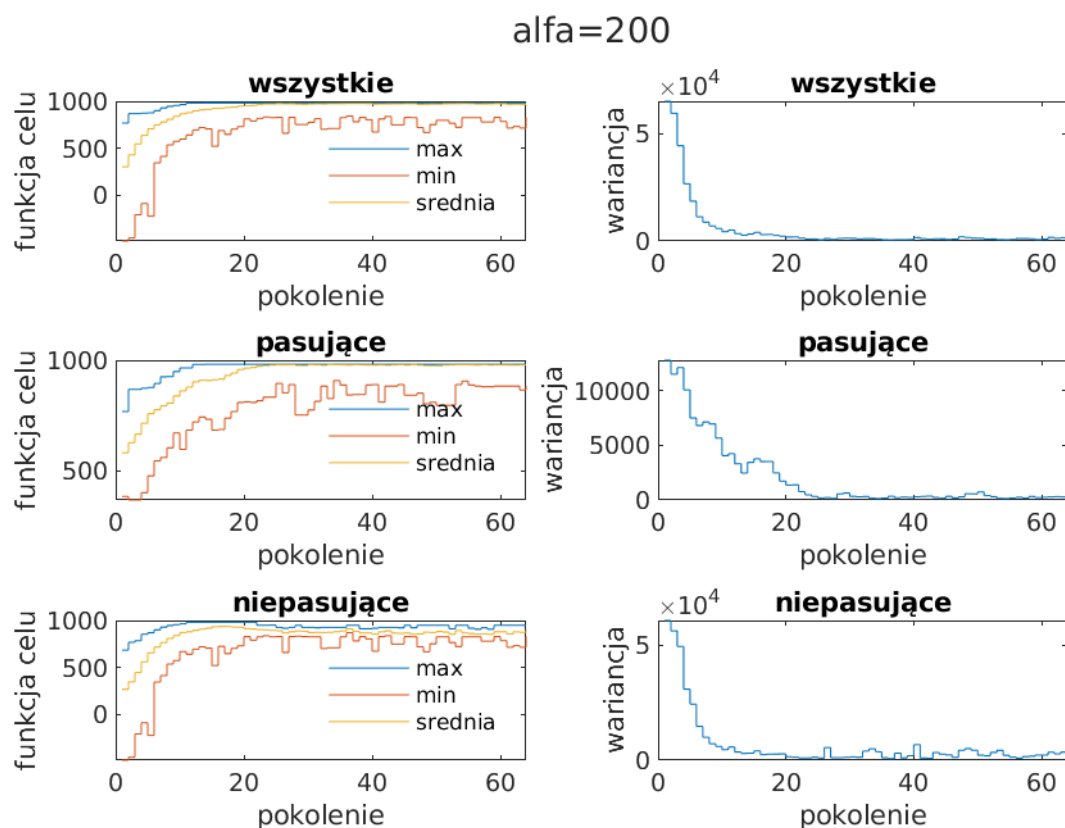 alfa=200
wszystkie
funkcja celu
1000
500
0
max
min
srednia
0 20 40 60
pokolenie
wszystkie
×10⁴
wariancja
5
0
0 20 40 60
pokolenie
pasujące
funkcja celu
1000
500
max
min
srednia
0 20 40 60
pokolenie
pasujące
wariancja
10000
5000
0
0 20 40 60
pokolenie
niepasujące
funkcja celu
1000
500
0
max
min
srednia
0 20 40 60
pokolenie
niepasujące
×10⁴
wariancja
5
0
0 20 40 60
pokolenie